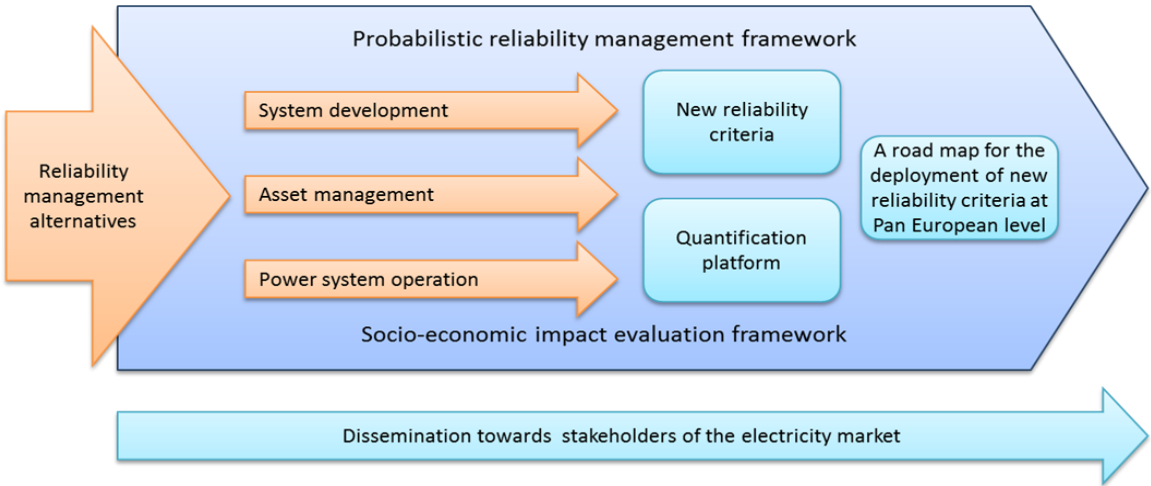 Probabilistic reliability management framework
Reliability
management
alternatives
System development
Asset management
Power system operation
New reliability
criteria
Quantification
platform
A road map for the
deployment of new
reliability criteria at
Pan European level
Socio-economic impact evaluation framework
Dissemination towards stakeholders of the electricity market